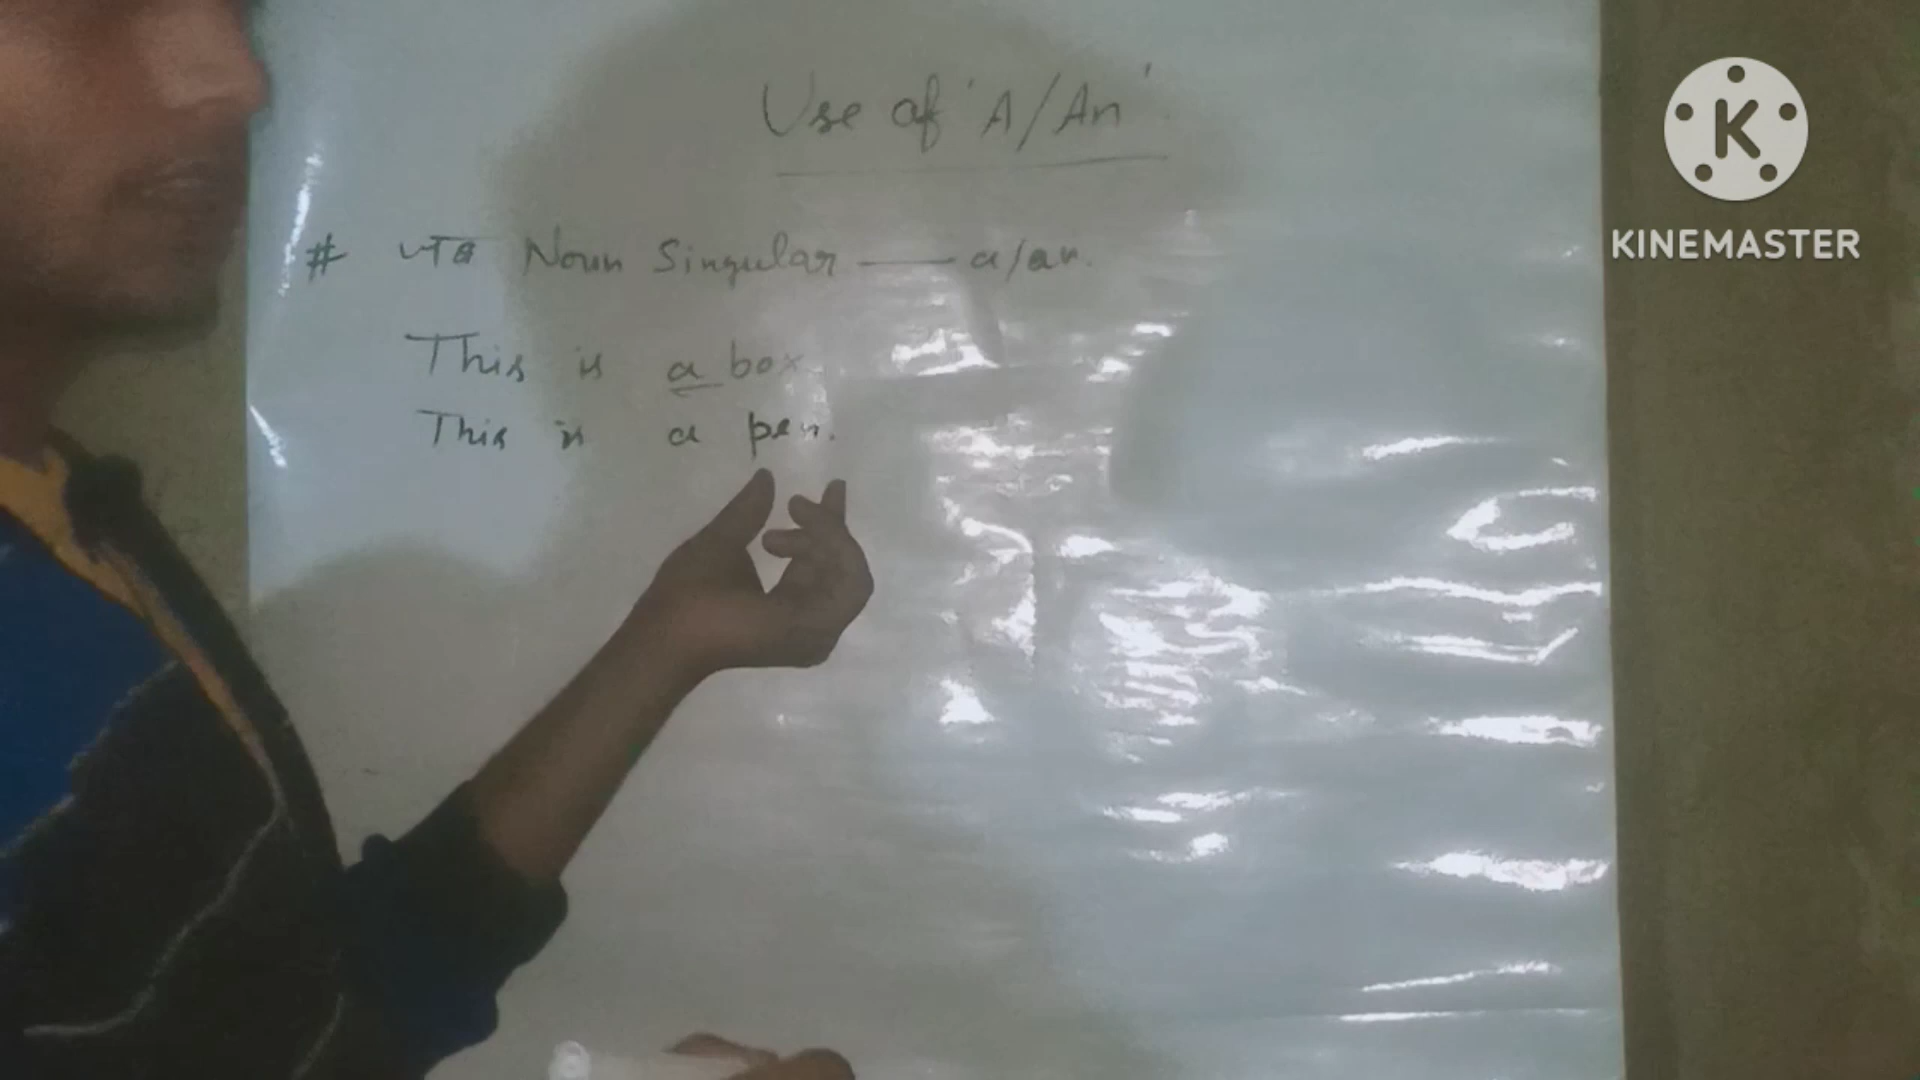 Use of 'A/An'
# Noun Singular — a/an.
This is a box
This is a pen.
KINEMASTER